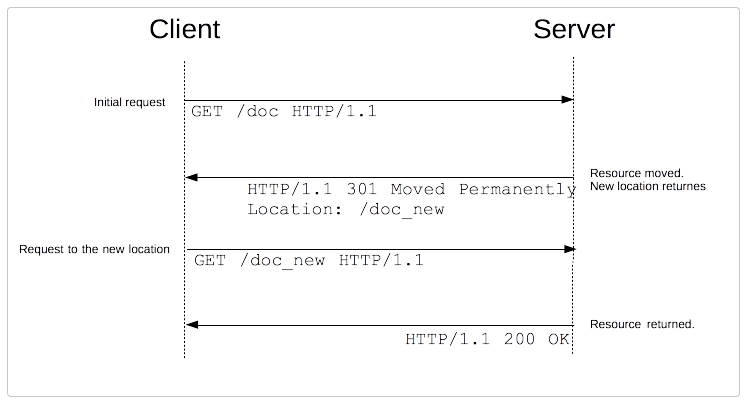 Client
Server
Initial request
GET /doc HTTP/1.1
Resource moved.
New location returnes
HTTP/1.1 301 Moved Permanently
Location: /doc_new
Request to the new location
GET /doc_new HTTP/1.1
Resource returned.
HTTP/1.1 200 OK